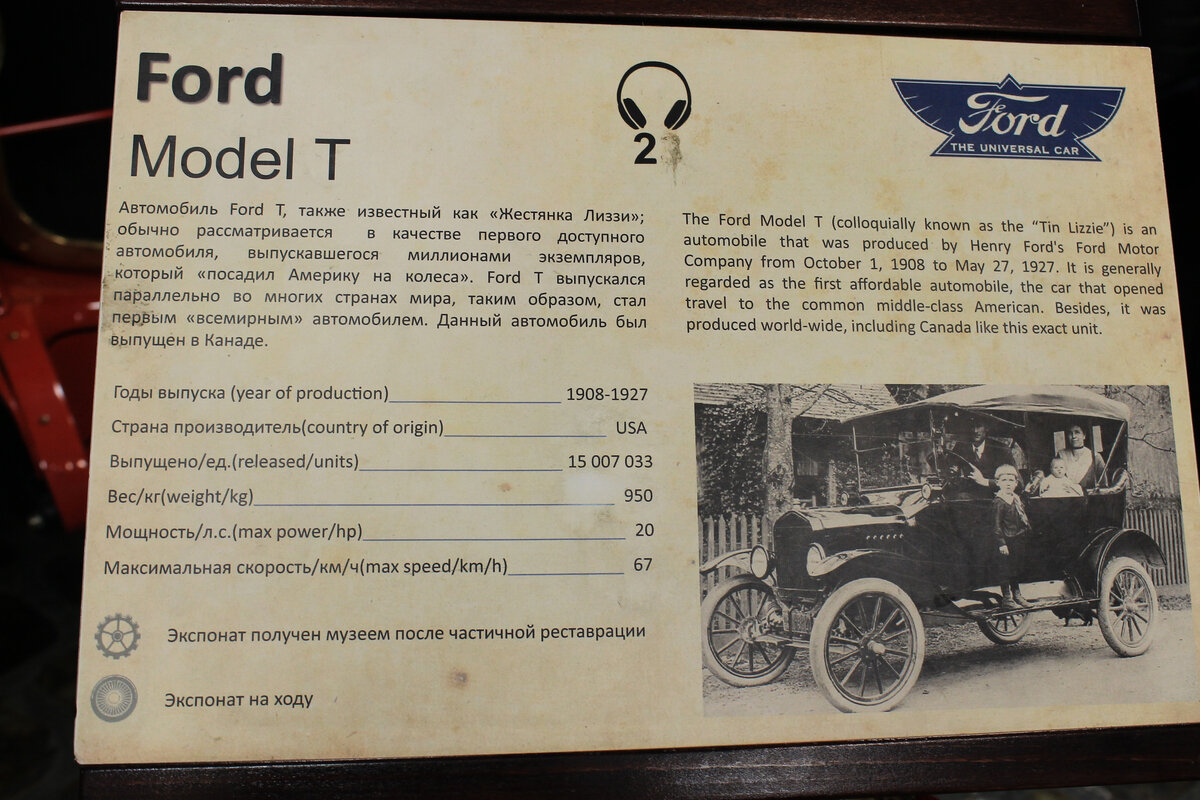 Ford
Model T
2
Ford
THE UNIVERSAL CAR
Автомобиль Ford T, также известный как «Жестянка Лиззи»;
обычно рассматривается в качестве первого доступного
автомобиля, выпускавшегося миллионами экземпляров,
который «посадил Америку на колеса». Ford T выпускался
параллельно во многих странах мира, таким образом, стал
первым «всемирным» автомобилем. Данный автомобиль был
выпущен в Канаде.
The Ford Model T (colloquially known as the “Tin Lizzie”) is an
automobile that was produced by Henry Ford's Ford Motor
Company from October 1, 1908 to May 27, 1927. It is generally
regarded as the first affordable automobile, the car that opened
travel to the common middle-class American. Besides, it was
produced world-wide, including Canada like this exact unit.
Годы выпуска (year of production) 1908-1927
Страна производитель(country of origin) USA
Выпущено/ед.(released/units) 15 007 033
Вес/кг(weight/kg) 950
Мощность/л.с.(max power/hp) 20
Максимальная скорость/км/ч(max speed/km/h) 67
Экспонат получен музеем после частичной реставрации
Экспонат на ходу